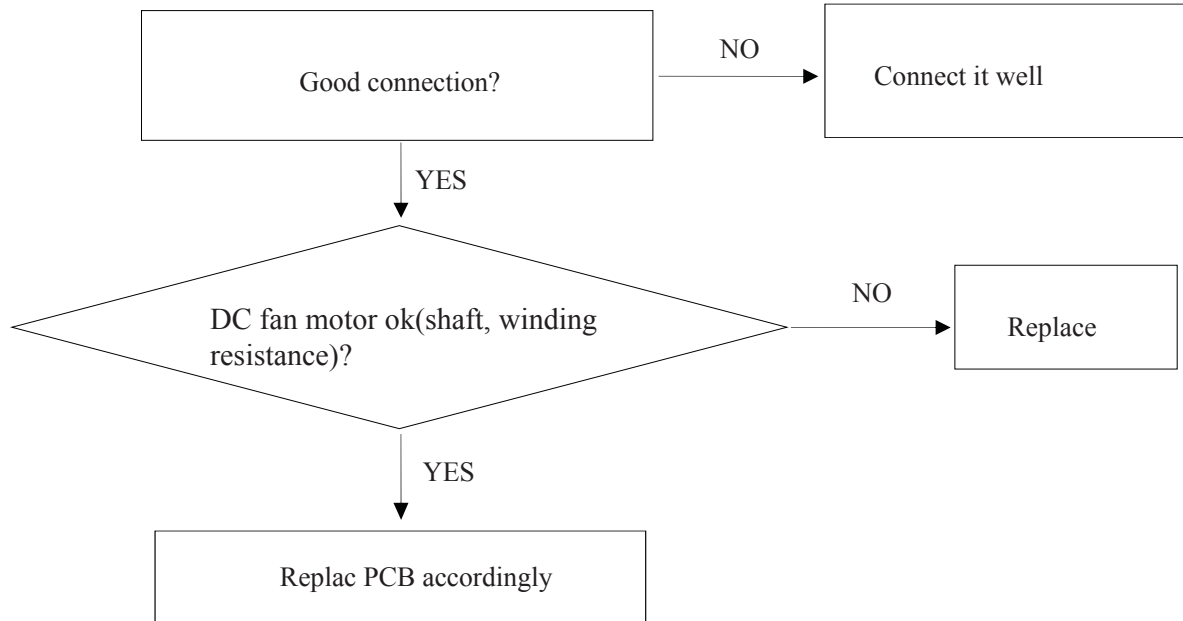 Good connection?
NO
Connect it well
YES
DC fan motor ok(shaft, winding
resistance)?
NO
Replace
YES
Replac PCB accordingly